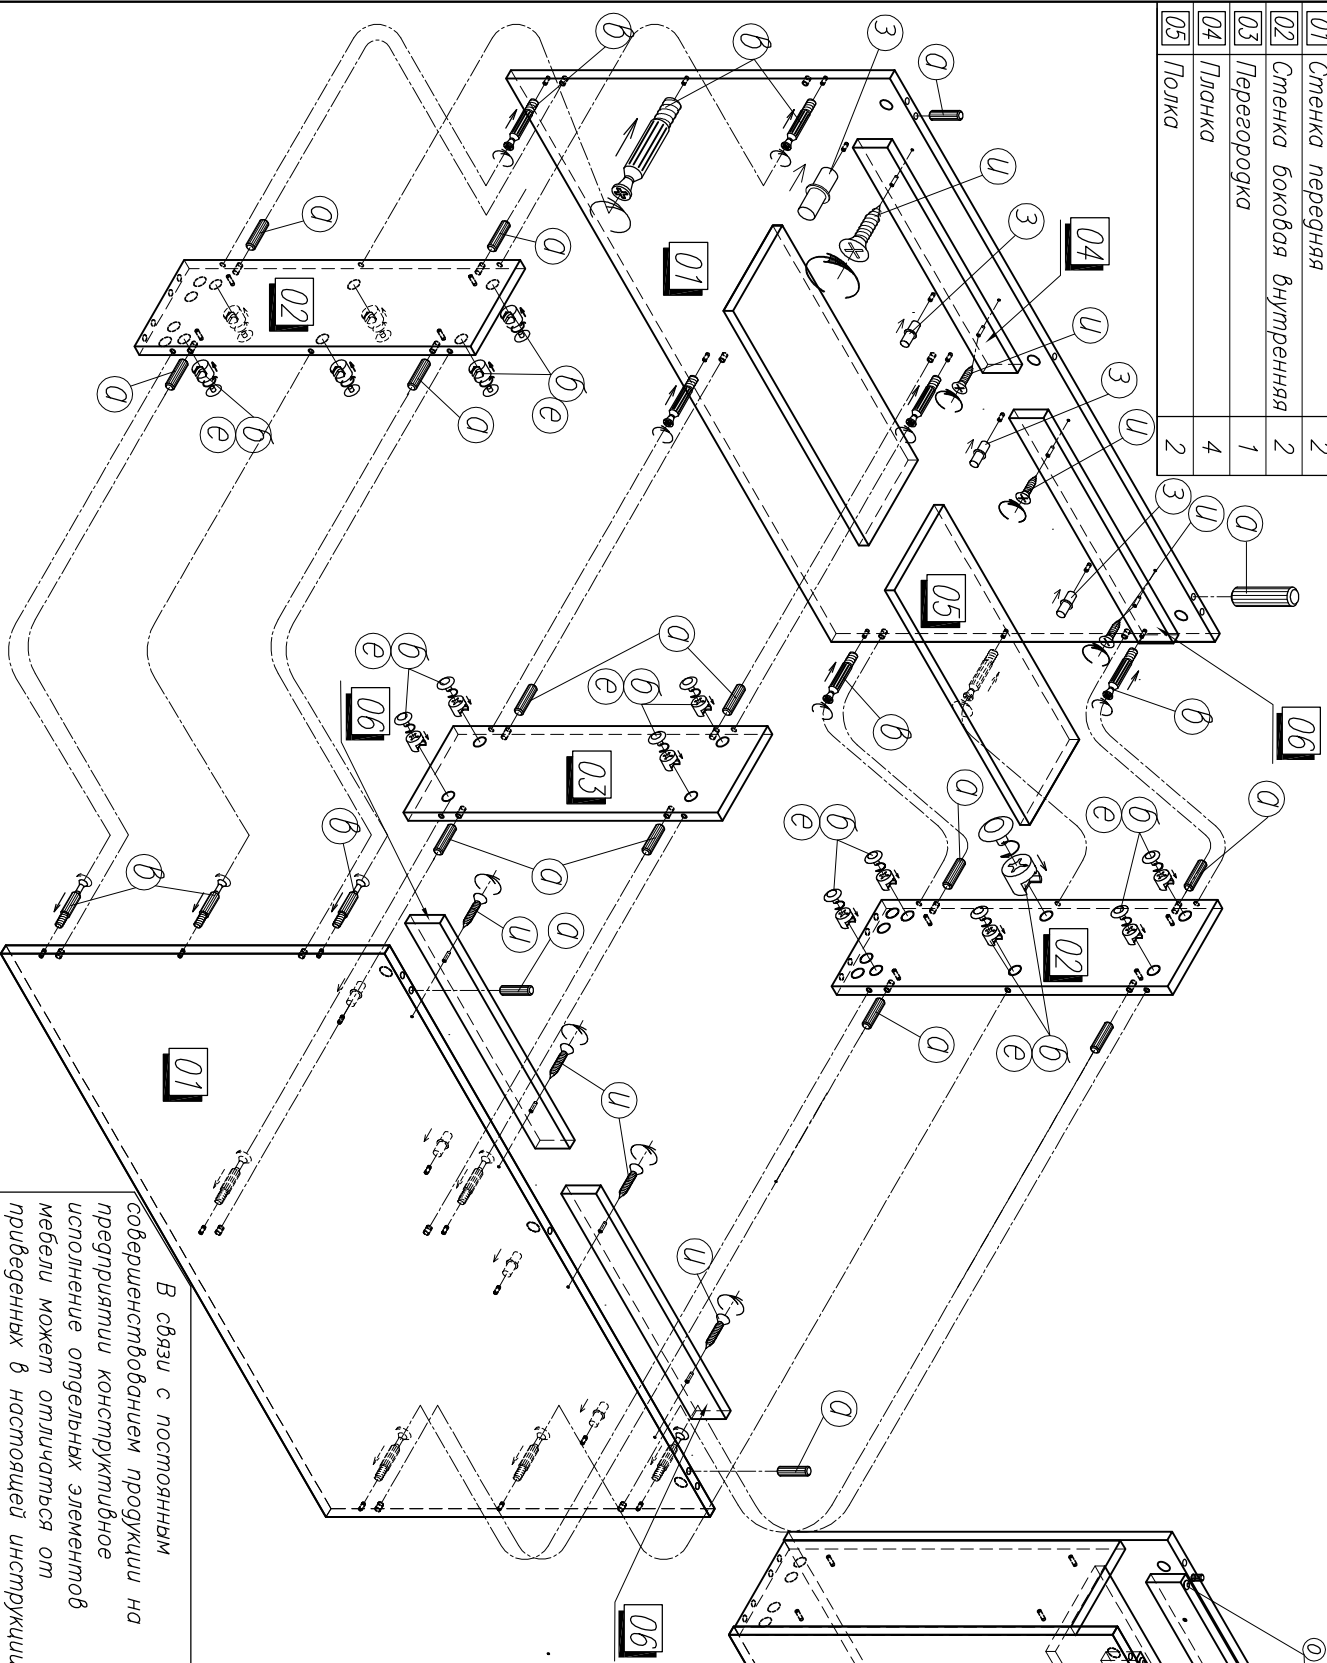 01 Стенка передняя 2
02 Стенка боковая внутренняя 2
03 Перегородка 1
04 Планка 4
05 Полка 2
а
з
в
в
и
з
04
и
з
и
з
и
а
01
05
06
в
в
а
а
02
б
е
а
а
б
е
а
б
е
б
е
03
06
а
а
б
е
б
е
02
б
е
а
в
в
а
и
а
и
и
и
а
01
06
а
В связи с постоянным
совершенствованием продукции на
предприятии конструктивное
исполнение отдельных элементов
мебели может отличаться от
приведенных в настоящей инструкции